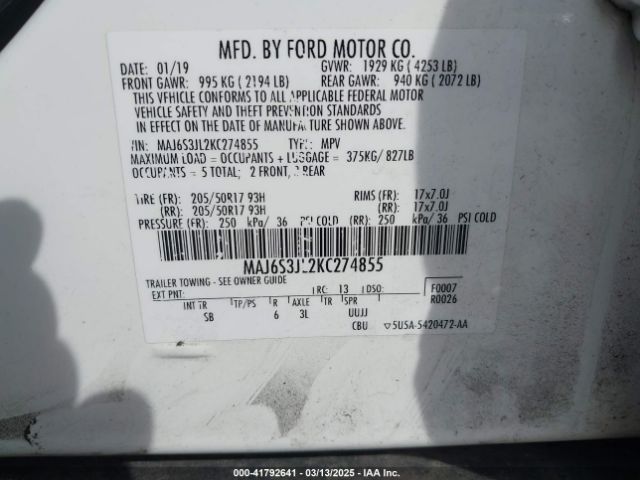 MFD. BY FORD MOTOR CO.
DATE: 01/19 GVWR: 1929 KG ( 4253 LB)
FRONT GAWR: 995 KG ( 2194 LB) REAR GAWR: 940 KG ( 2072 LB)
THIS VEHICLE CONFORMS TO ALL APPLICABLE FEDERAL MOTOR
VEHICLE SAFETY AND THEFT PREVENTION STANDARDS
IN EFFECT ON THE DATE OF MANUFACTURE SHOWN ABOVE.
VIN: MAJ6S3JL2KC274855 TYPE: MPV
MAXIMUM LOAD = OCCUPANTS + LUGGAGE = 375KG/ 827LB
OCCUPANTS = 5 TOTAL; 2 FRONT, 3 REAR
TIRE (FR): 205/50R17 93H RIMS (FR): 17x7.0J
(RR): 205/50R17 93H (RR): 17x7.0J
PRESSURE (FR): 250 kPa/ 36 PSI COLD (RR): 250 kPa/ 36 PSI COLD
MAJ6S3JL2KC274855
TRAILER TOWING - SEE OWNER GUIDE
EXT PNT: RC: 13 DSO: F0007
R0026
INT TR TP/PS R AXLE TR SPR
SB 6 3L UUJJ
CBU ▽5USA-5420472-AA
000-41792641 - 03/13/2025 - IAA Inc.